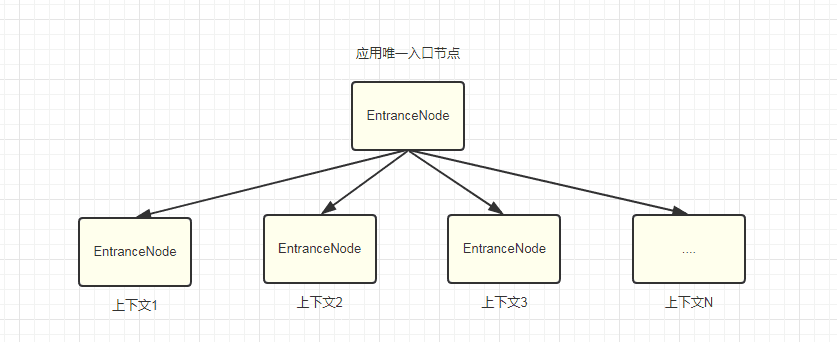 应用唯一入口节点
EntranceNode
EntranceNode
EntranceNode
EntranceNode
....
上下文1
上下文2
上下文3
上下文N